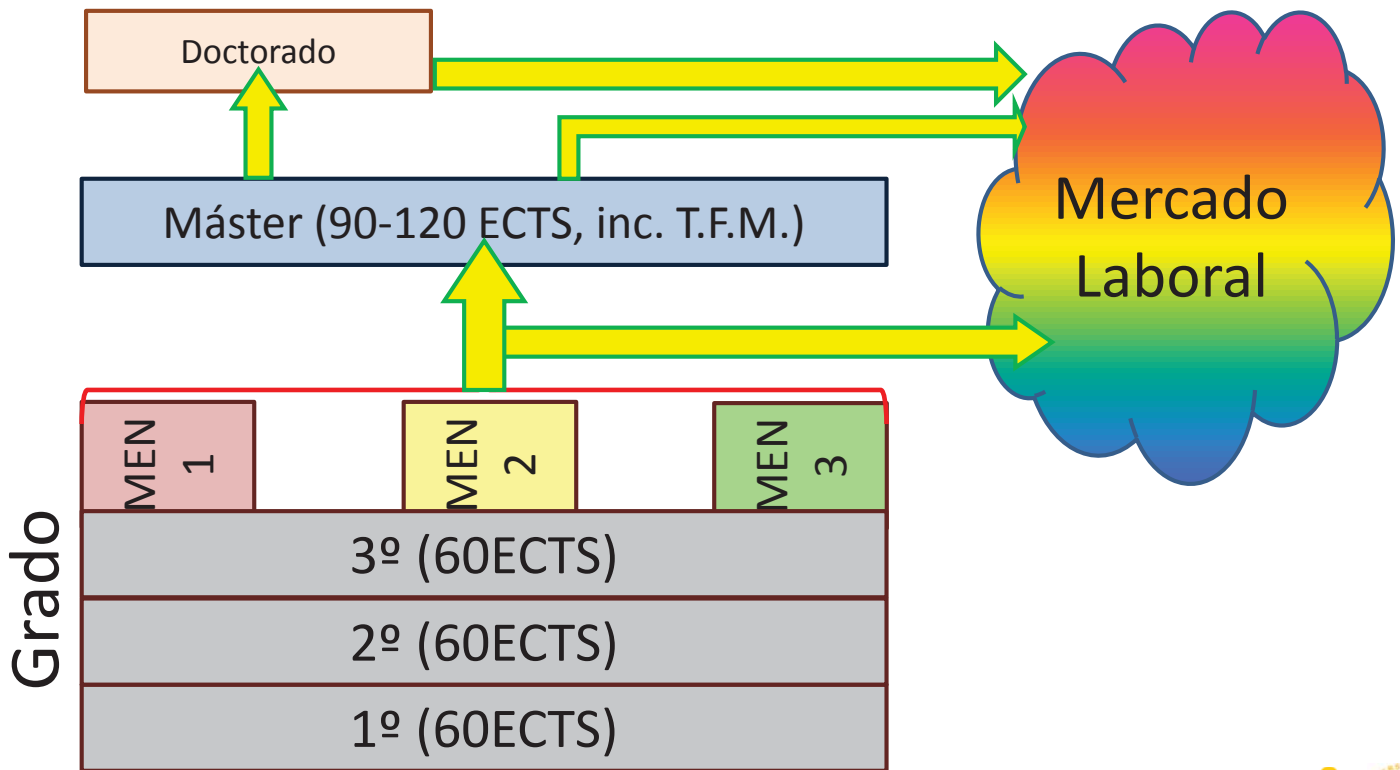 Doctorado
Máster (90-120 ECTS, inc. T.F.M.)
Mercado
Laboral
MEN
1
MEN
2
MEN
3
3º (60ECTS)
2º (60ECTS)
1º (60ECTS)
Grado